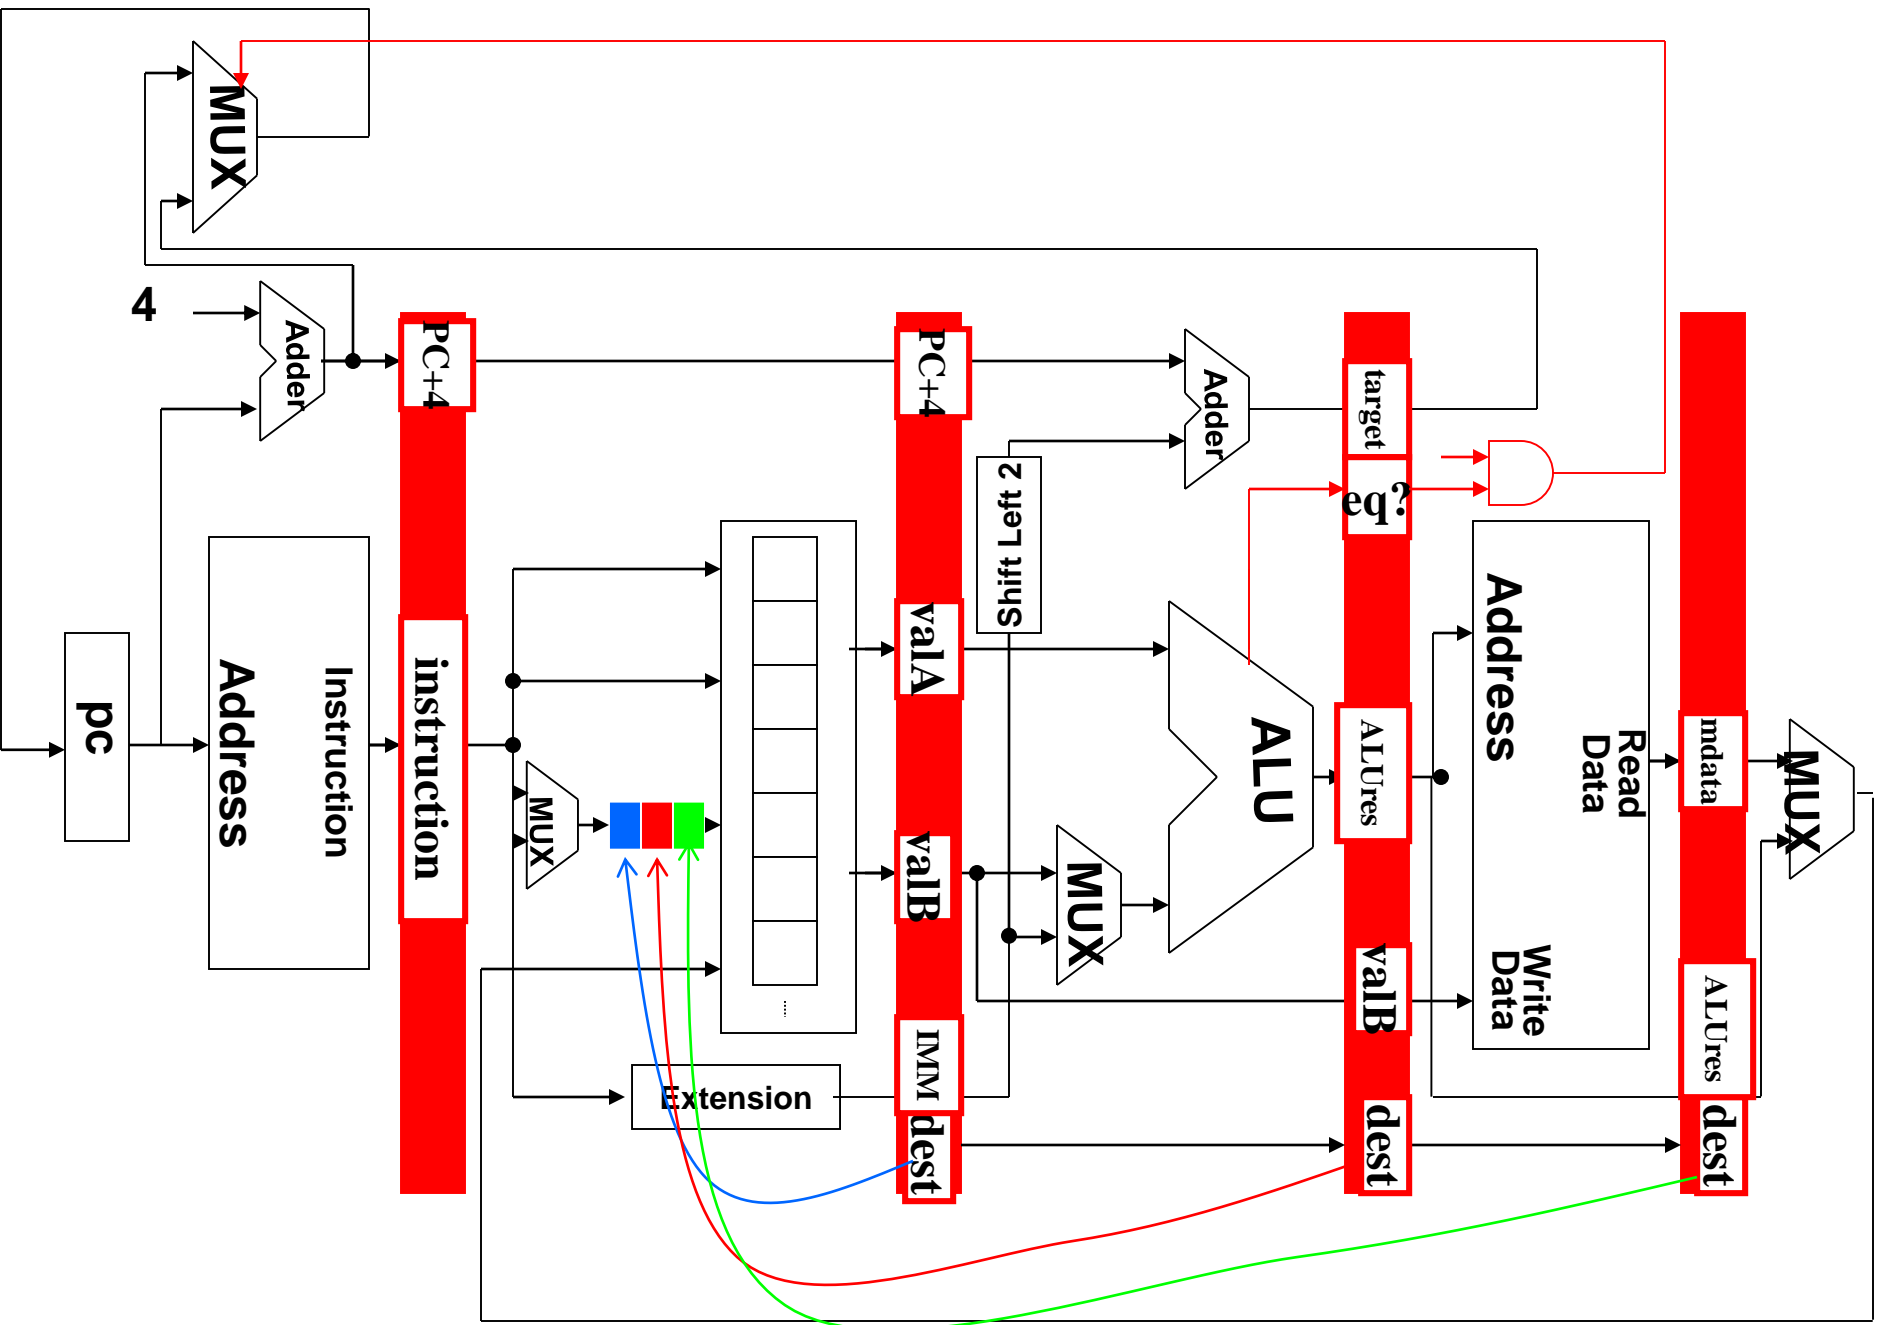 MUX
4
Adder
PC+4
PC+4
Adder
target
eq?
Shift Left 2
pc
Address
Instruction
instruction
MUX
valA
valB
MUX
ALU
ALUres
Address
Read
Data
Write
Data
mdata
MUX
valB
ALUres
Extension
IMM
dest
dest
dest